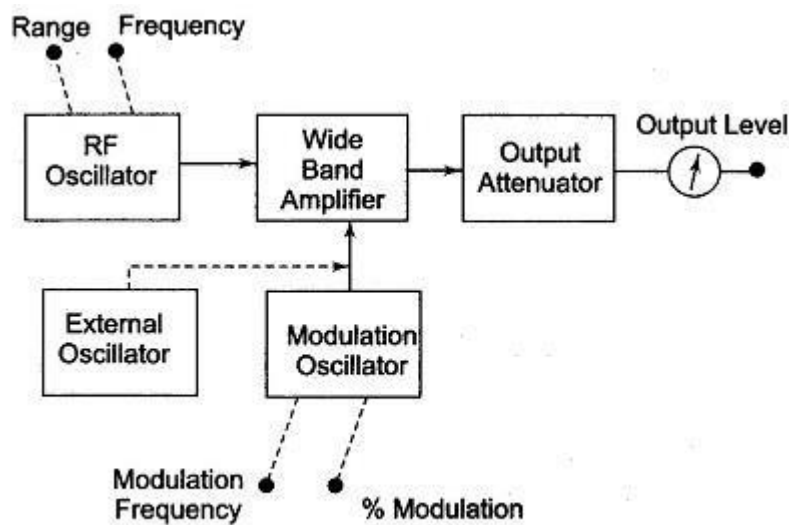 Range
Frequency
RF
Oscillator
Wide
Band
Amplifier
Output
Attenuator
Output Level
External
Oscillator
Modulation
Oscillator
Modulation
Frequency
% Modulation